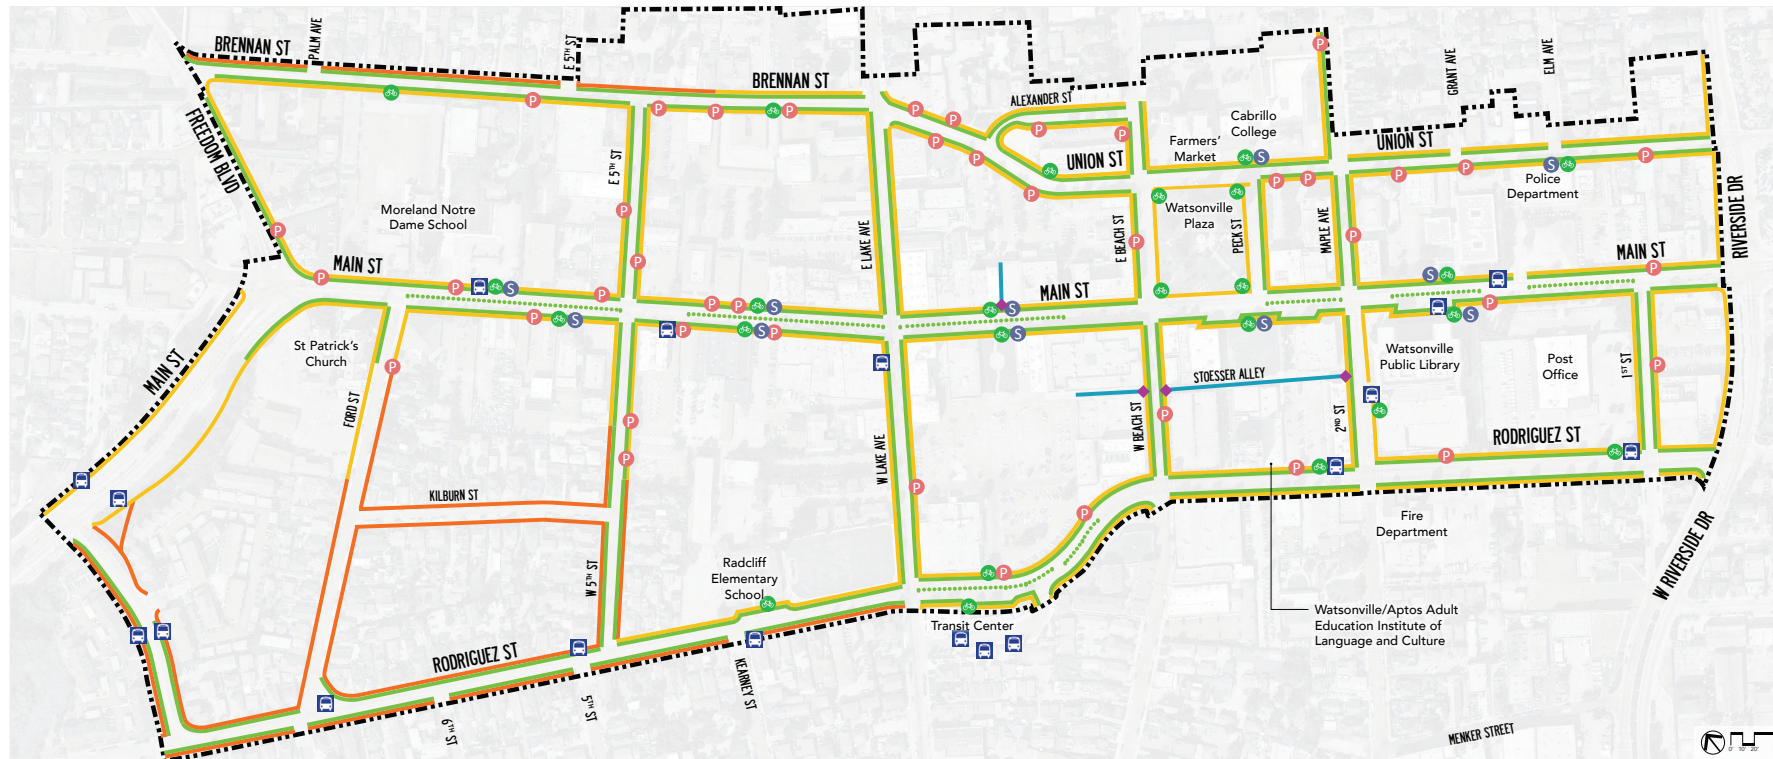 BRENNAN ST
PALM AVE
E 5TH ST
BRENNAN ST
ALEXANDER ST
GRANT AVE
ELM AVE
FREEDOM BLVD
Cabrillo
College
Farmers'
Market
UNION ST
UNION ST
E 5TH ST
Moreland Notre
Dame School
Police
Department
Watsonville
Plaza
E LAKE AVE
E BEACH ST
PECK ST
MAPLE AVE
RIVERSIDE DR
MAIN ST
MAIN ST
MAIN ST
St Patrick's
Church
MAIN ST
FORD ST
Watsonville
Public Library
Post
Office
1ST ST
STOESSER ALLEY
W BEACH ST
2ND ST
RODRIGUEZ ST
W LAKE AVE
KILBURN ST
Fire
Department
W RIVERSIDE DR
W 5TH ST
Radcliff
Elementary
School
Watsonville/Aptos Adult
Education Institute of
Language and Culture
Transit Center
RODRIGUEZ ST
KEARNEY ST
5TH ST
6TH ST
MENKER STREET
0' 10' 20'